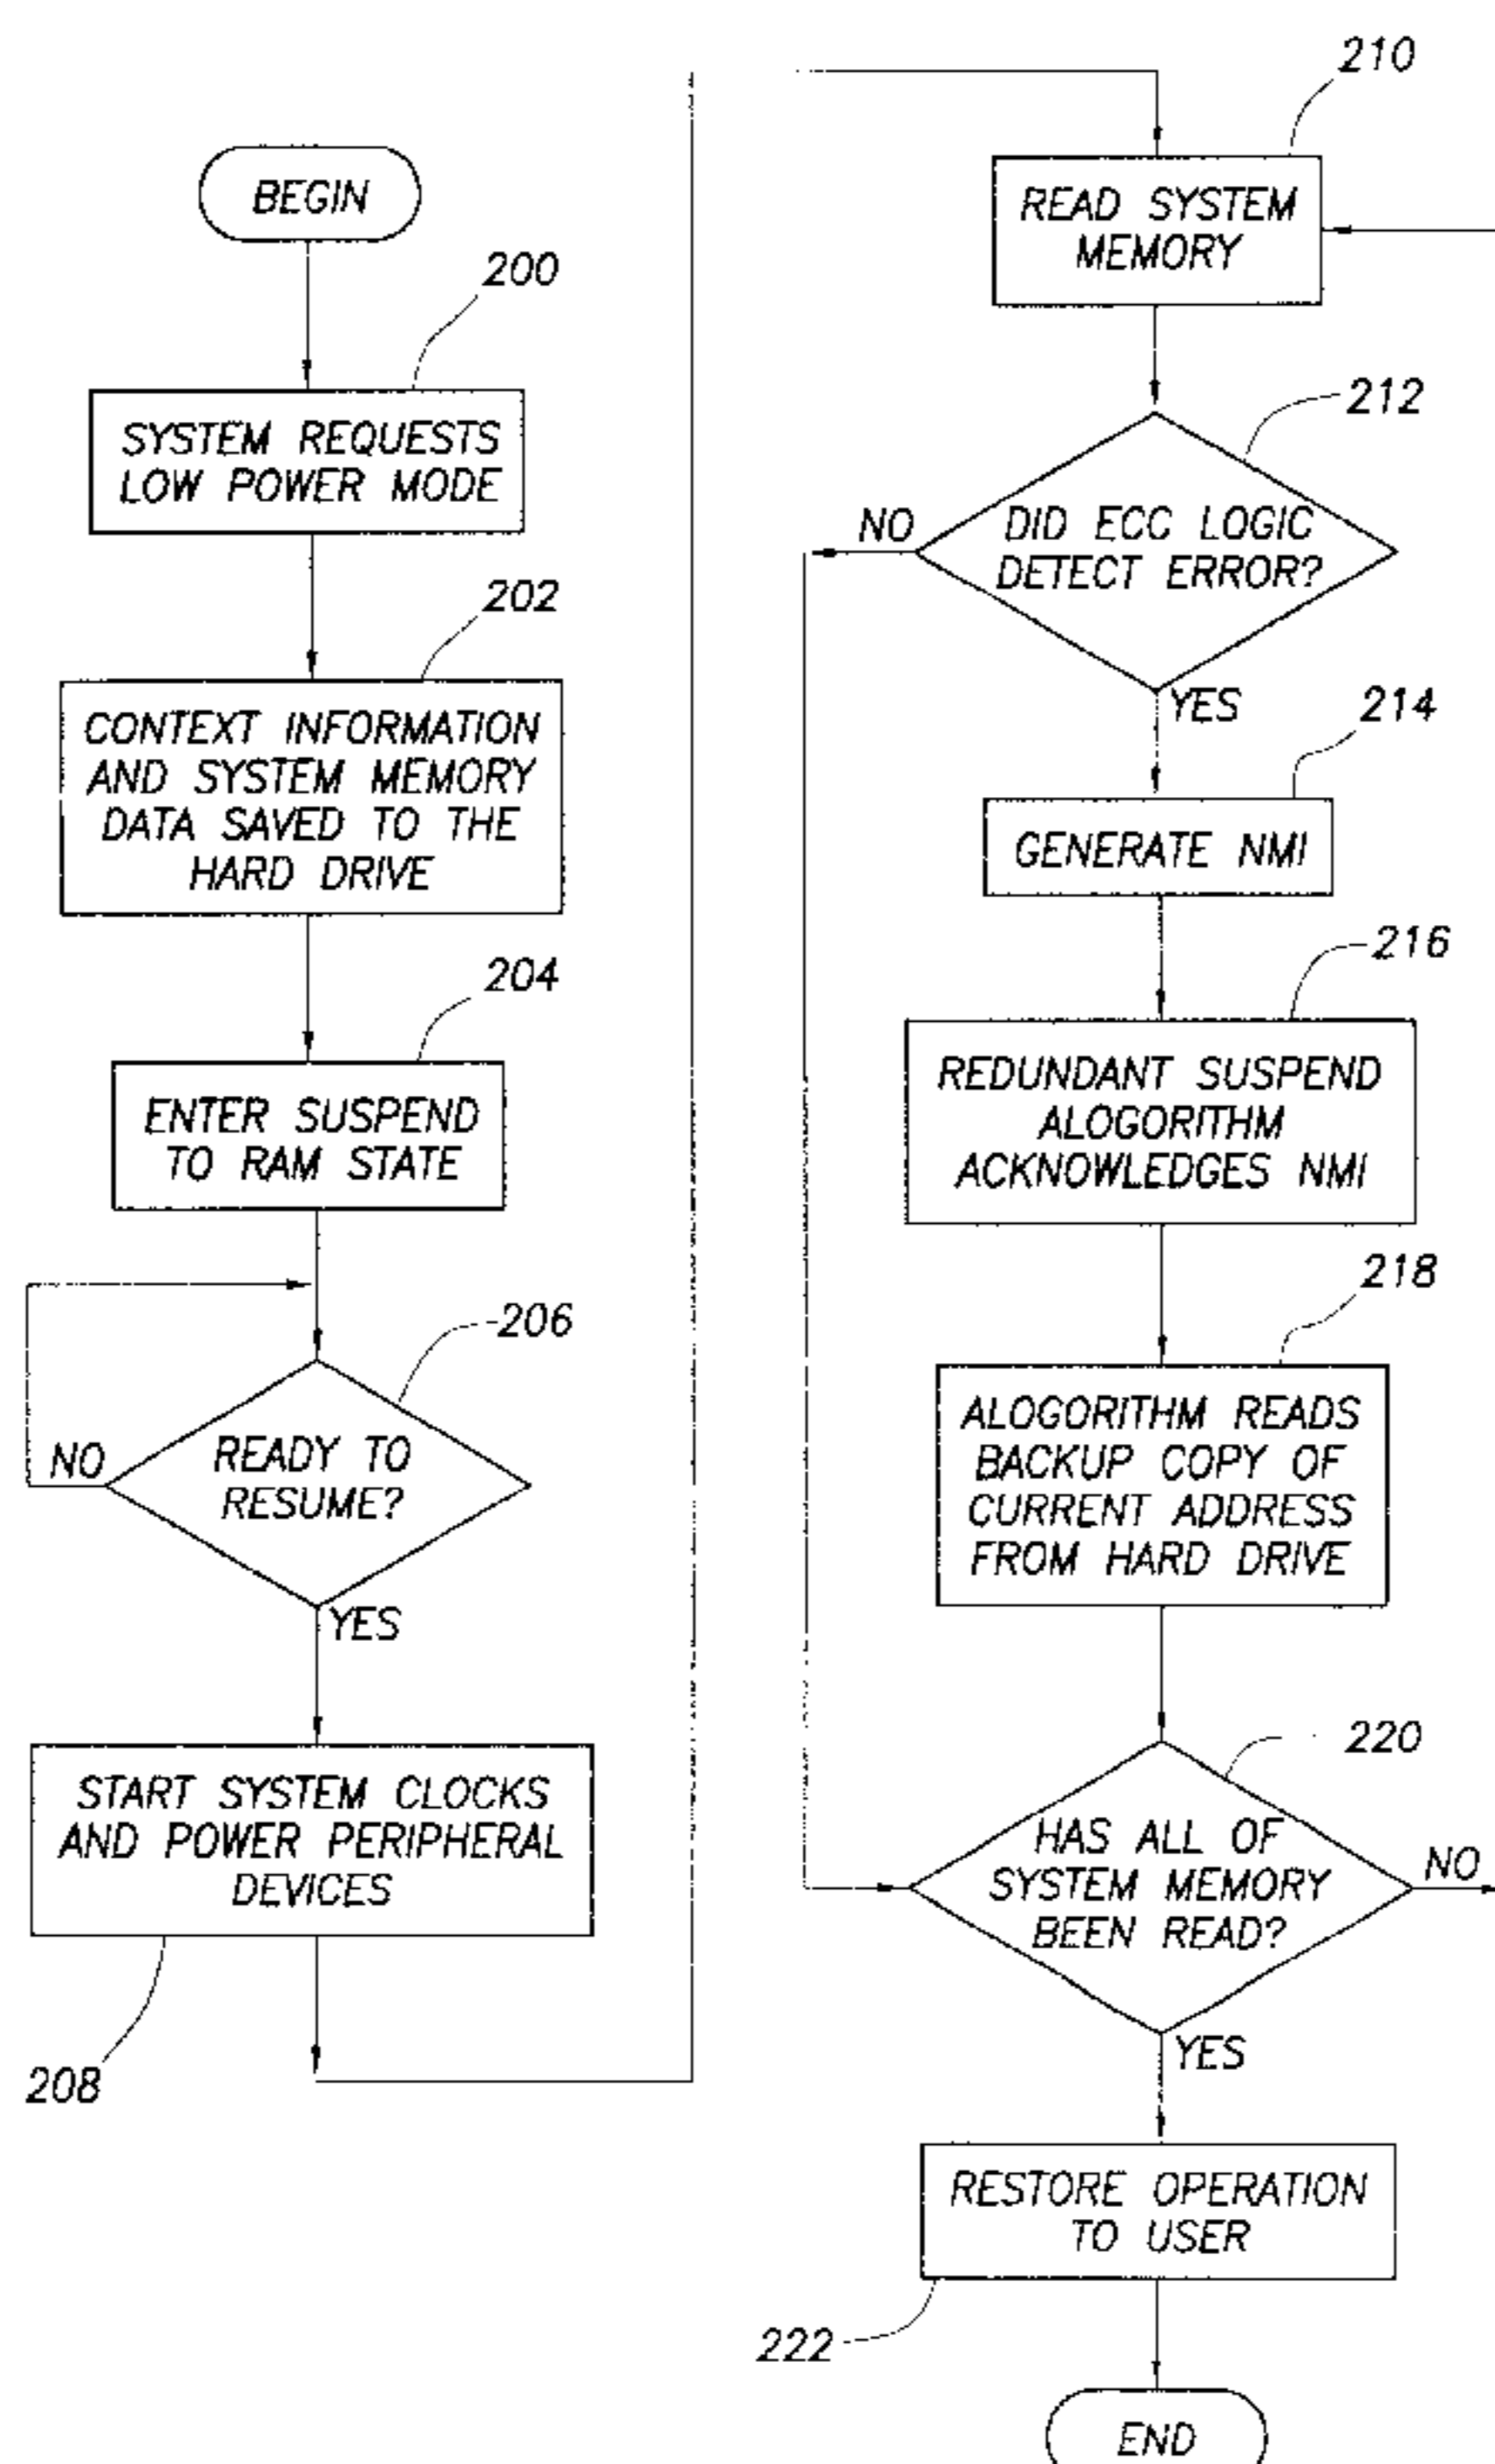 BEGIN
200
SYSTEM REQUESTS
LOW POWER MODE
202
CONTEXT INFORMATION
AND SYSTEM MEMORY
DATA SAVED TO THE
HARD DRIVE
204
ENTER SUSPEND
TO RAM STATE
206
READY TO
RESUME?
NO
YES
START SYSTEM CLOCKS
AND POWER PERIPHERAL
DEVICES
208
210
READ SYSTEM
MEMORY
212
DID ECC LOGIC
DETECT ERROR?
NO
YES
214
GENERATE NMI
216
REDUNDANT SUSPEND
ALOGORITHM
ACKNOWLEDGES NMI
218
ALOGORITHM READS
BACKUP COPY OF
CURRENT ADDRESS
FROM HARD DRIVE
220
HAS ALL OF
SYSTEM MEMORY
BEEN READ?
NO
YES
RESTORE OPERATION
TO USER
222
END